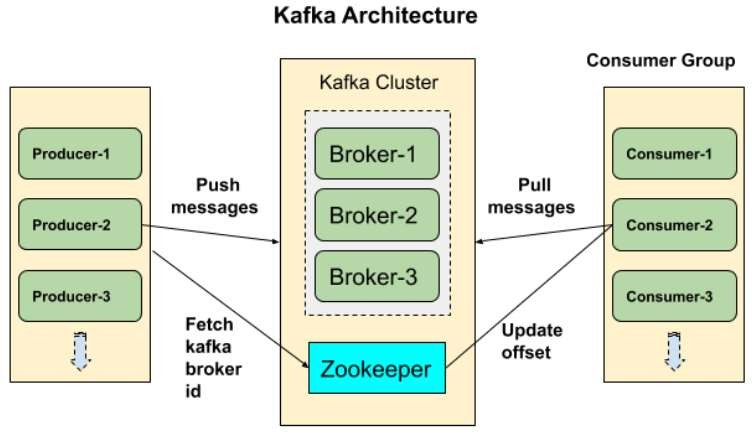 Kafka Architecture
Producer-1
Producer-2
Producer-3
Push
messages
Fetch
kafka
broker
id
Kafka Cluster
Broker-1
Broker-2
Broker-3
Zookeeper
Pull
messages
Update
offset
Consumer Group
Consumer-1
Consumer-2
Consumer-3